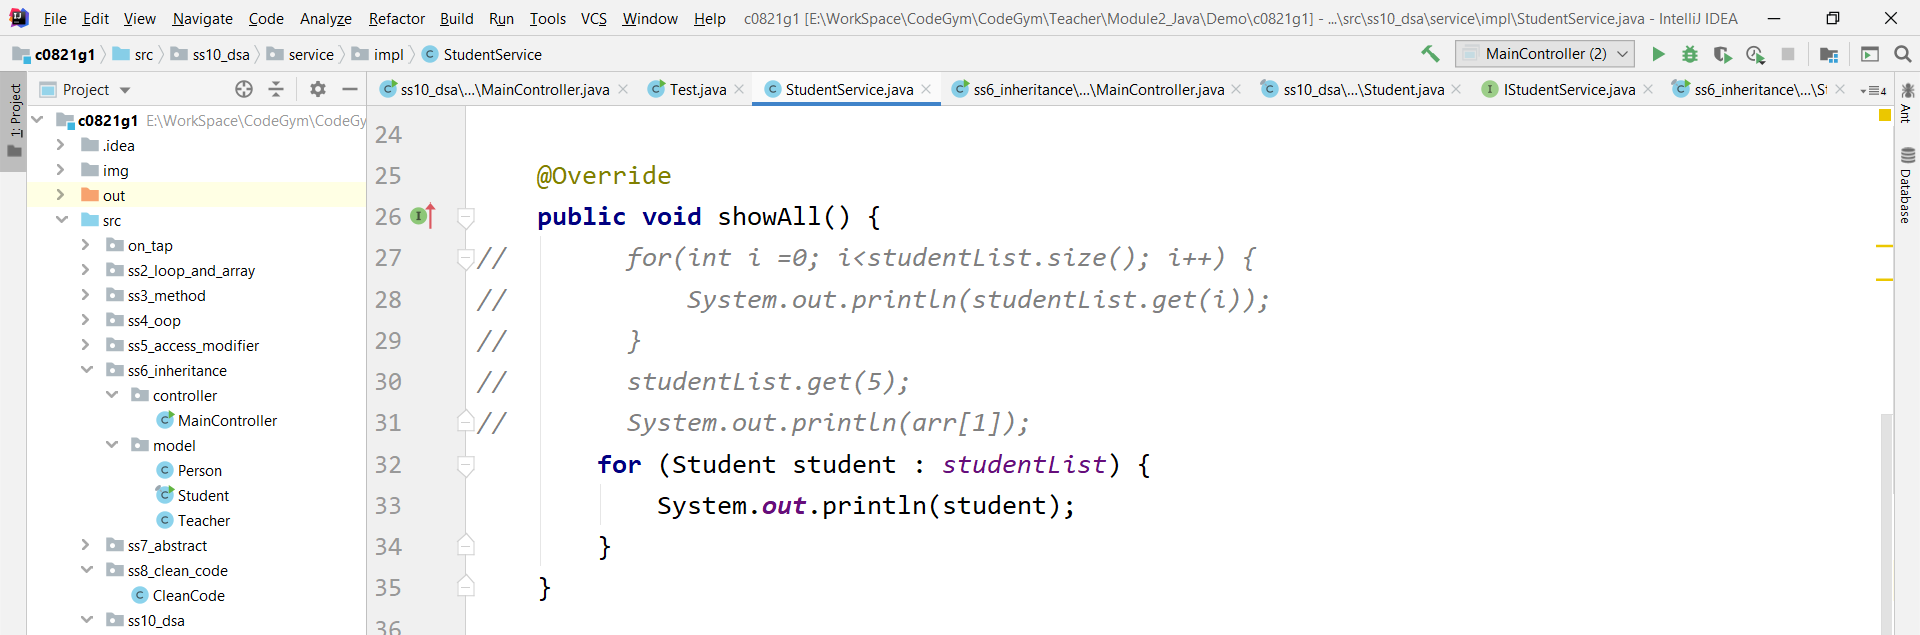 File Edit View Navigate Code Analyze Refactor Build Run Tools VCS Window Help c0821g1 [E:\WorkSpace\CodeGym\CodeGym\Teacher\Module2_Java\Demo\c0821g1] - ...\src\ss10_dsa\service\impl\StudentService.java - IntelliJ IDEA
c0821g1 src ss10_dsa service impl StudentService MainController (2)
Project ss10_dsa\...\MainController.java Test.java StudentService.java ss6_inheritance\...\MainController.java ss10_dsa\...\Student.java IStudentService.java ss6_inheritance\...\St 4
1: Project
Ant
Database
c0821g1 E:\WorkSpace\CodeGym\CodeGy
.idea
img
out
src
on_tap
ss2_loop_and_array
ss3_method
ss4_oop
ss5_access_modifier
ss6_inheritance
controller
MainController
model
Person
Student
Teacher
ss7_abstract
ss8_clean_code
CleanCode
ss10_dsa
24
25 @Override
26 public void showAll() {
27 // for(int i =0; i<studentList.size(); i++) {
28 // System.out.println(studentList.get(i));
29 // }
30 // studentList.get(5);
31 // System.out.println(arr[1]);
32 for (Student student : studentList) {
33 System.out.println(student);
34 }
35 }
36